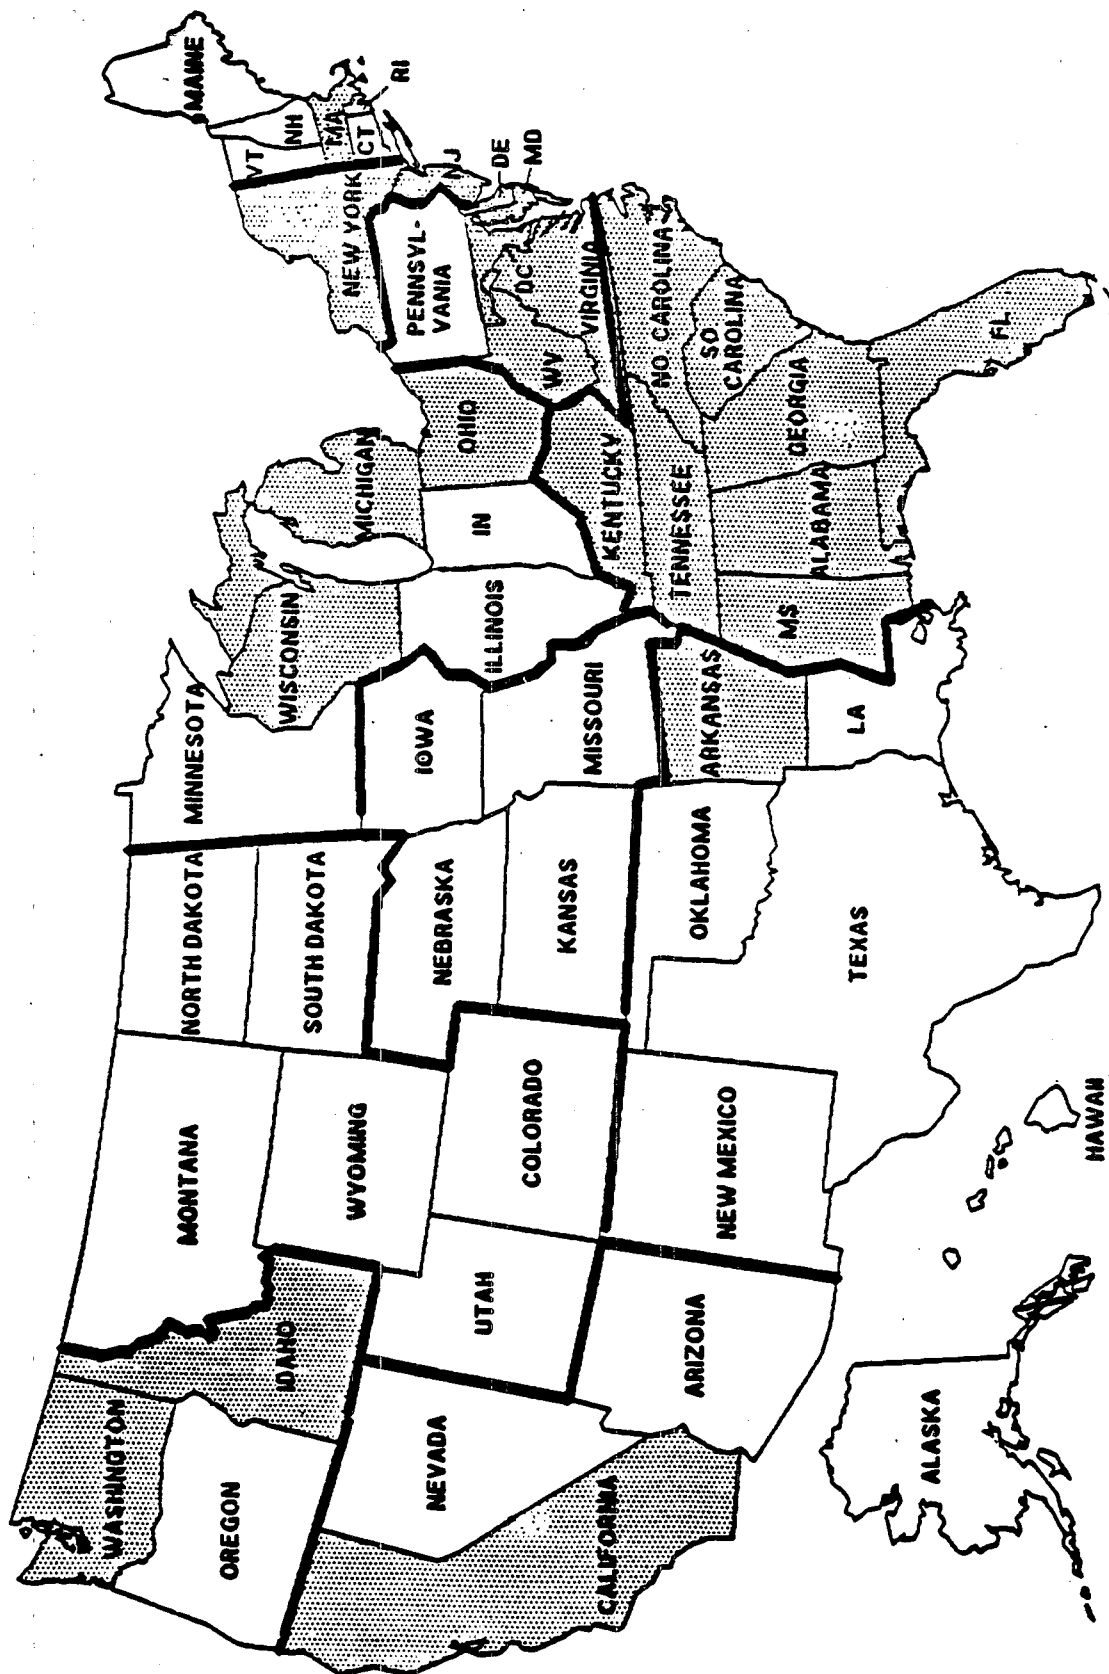 WASHINGTON
OREGON
CALIFORNIA
IDAHO
NEVADA
MONTANA
WYOMING
UTAH
ARIZONA
COLORADO
NEW MEXICO
NORTH DAKOTA
SOUTH DAKOTA
NEBRASKA
KANSAS
OKLAHOMA
TEXAS
MINNESOTA
IOWA
MISSOURI
ARKANSAS
LA
WISCONSIN
ILLINOIS
MICHIGAN
IN
OHIO
KENTUCKY
TENNESSEE
MS
ALABAMA
GEORGIA
FL
SO
CAROLINA
NO CAROLINA
VIRGINIA
WV
DC
PENNSYL-
VANIA
NEW YORK
NJ
DE
MD
VT
NH
MAINE
MA
CT
RI
ALASKA
HAWAII